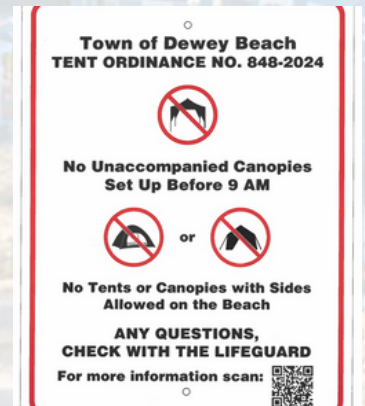 Town of Dewey Beach
TENT ORDINANCE NO. 848-2024
No Unaccompanied Canopies
Set Up Before 9 AM
or
No Tents or Canopies with Sides
Allowed on the Beach
ANY QUESTIONS,
CHECK WITH THE LIFEGUARD
For more information scan: